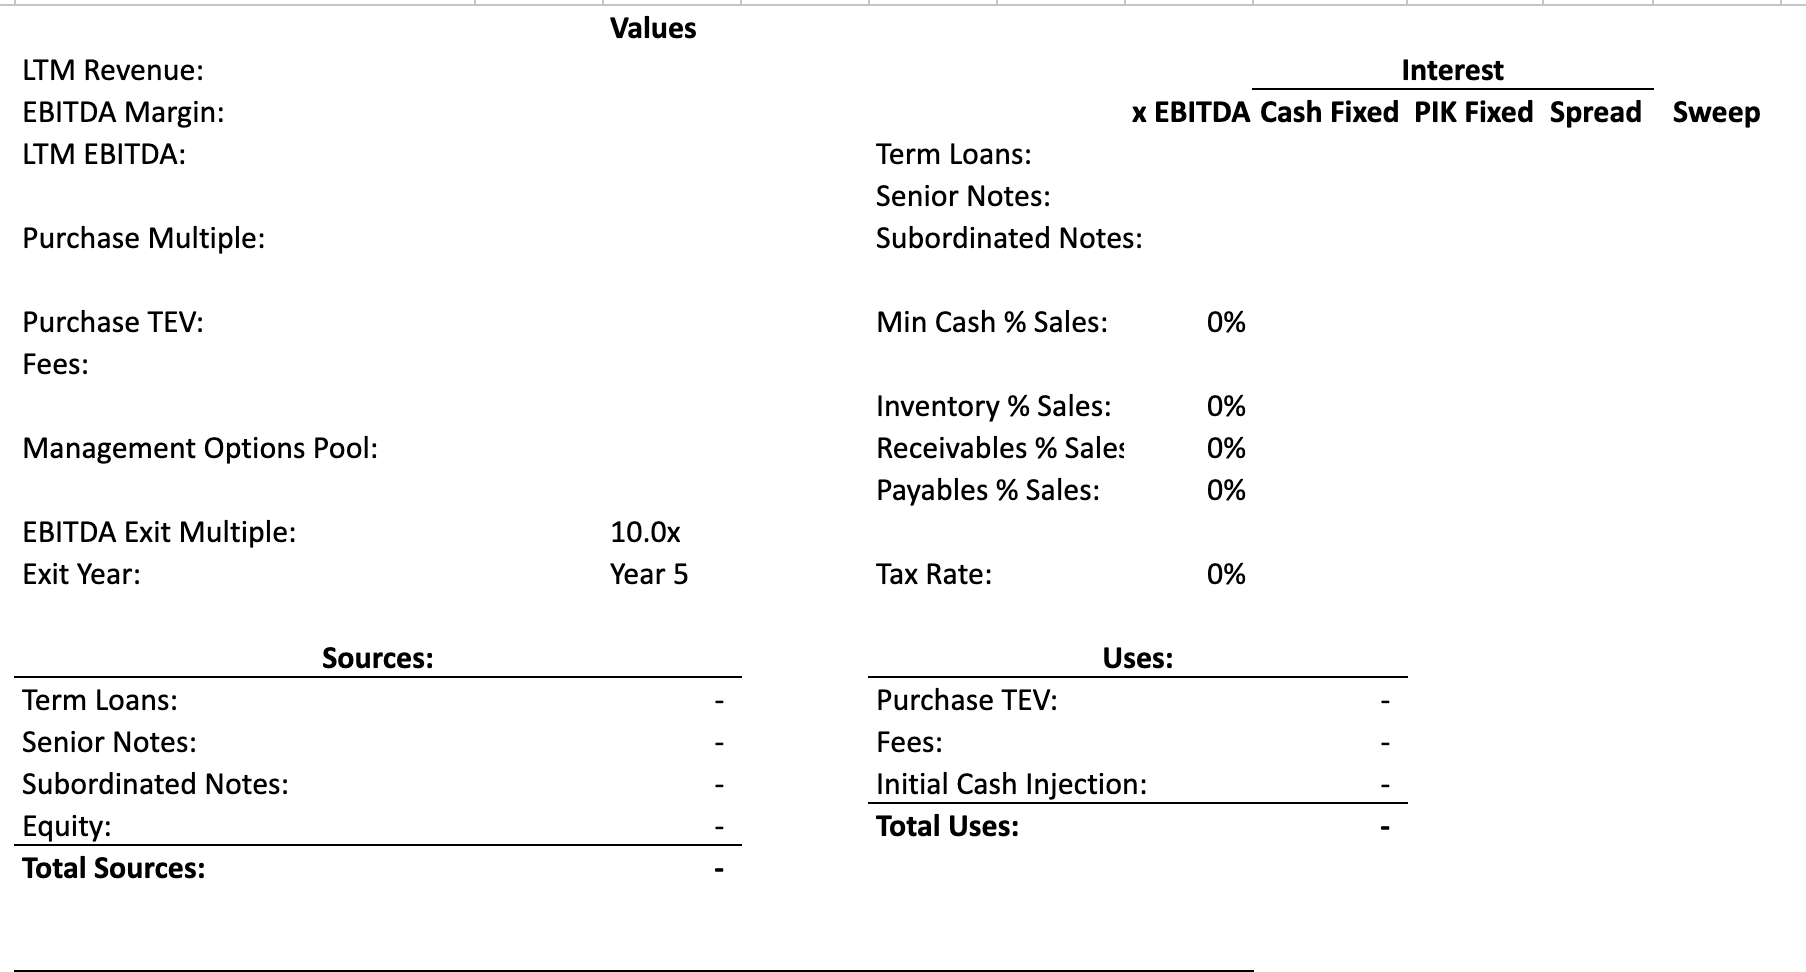 Values
LTM Revenue: Interest
EBITDA Margin: x EBITDA Cash Fixed PIK Fixed Spread Sweep
LTM EBITDA: Term Loans:
Senior Notes:
Purchase Multiple: Subordinated Notes:
Purchase TEV: Min Cash % Sales: 0%
Fees:
Inventory % Sales: 0%
Management Options Pool: Receivables % Sales 0%
Payables % Sales: 0%
EBITDA Exit Multiple: 10.0x
Exit Year: Year 5 Tax Rate: 0%
Sources: Uses:
Term Loans: - Purchase TEV: -
Senior Notes: - Fees: -
Subordinated Notes: - Initial Cash Injection: -
Equity: - Total Uses: -
Total Sources: -